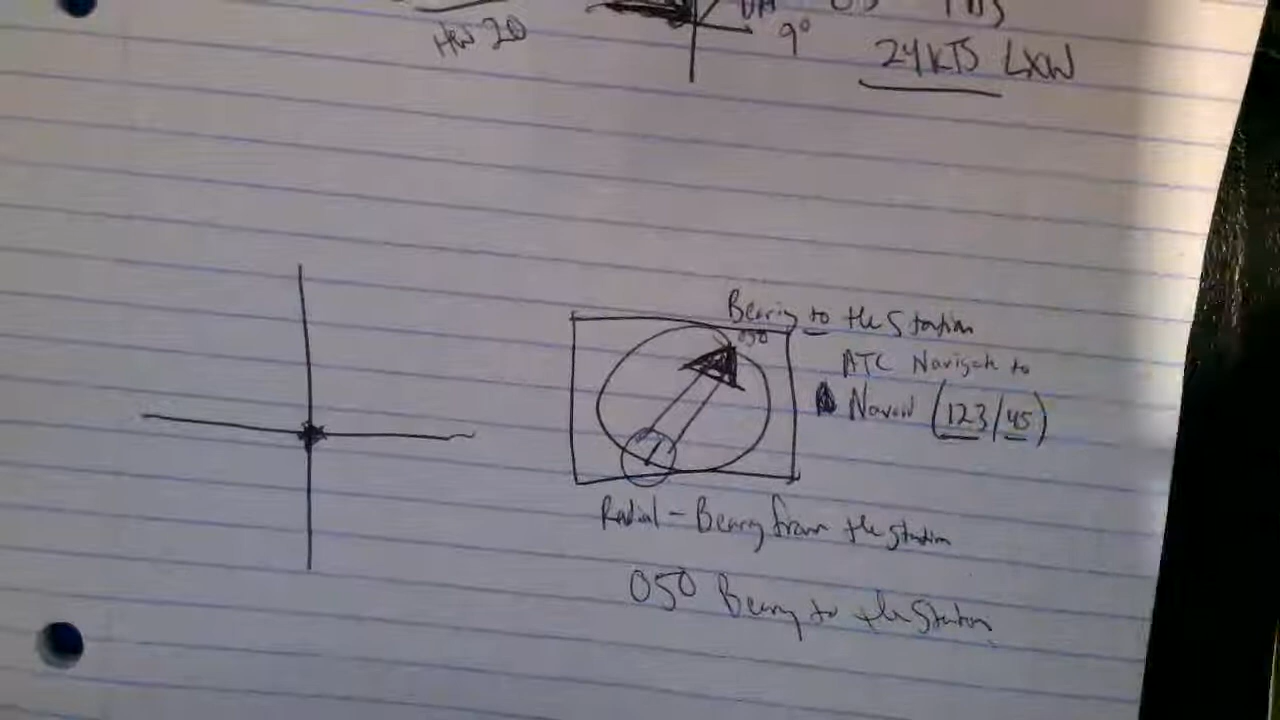 HW 20
9°
24KTS LXW
Bearing to the Station
050
ATC Navigate to
Navaid (123/45)
Radial - Bearing from the Station
050 Bearing to the Station